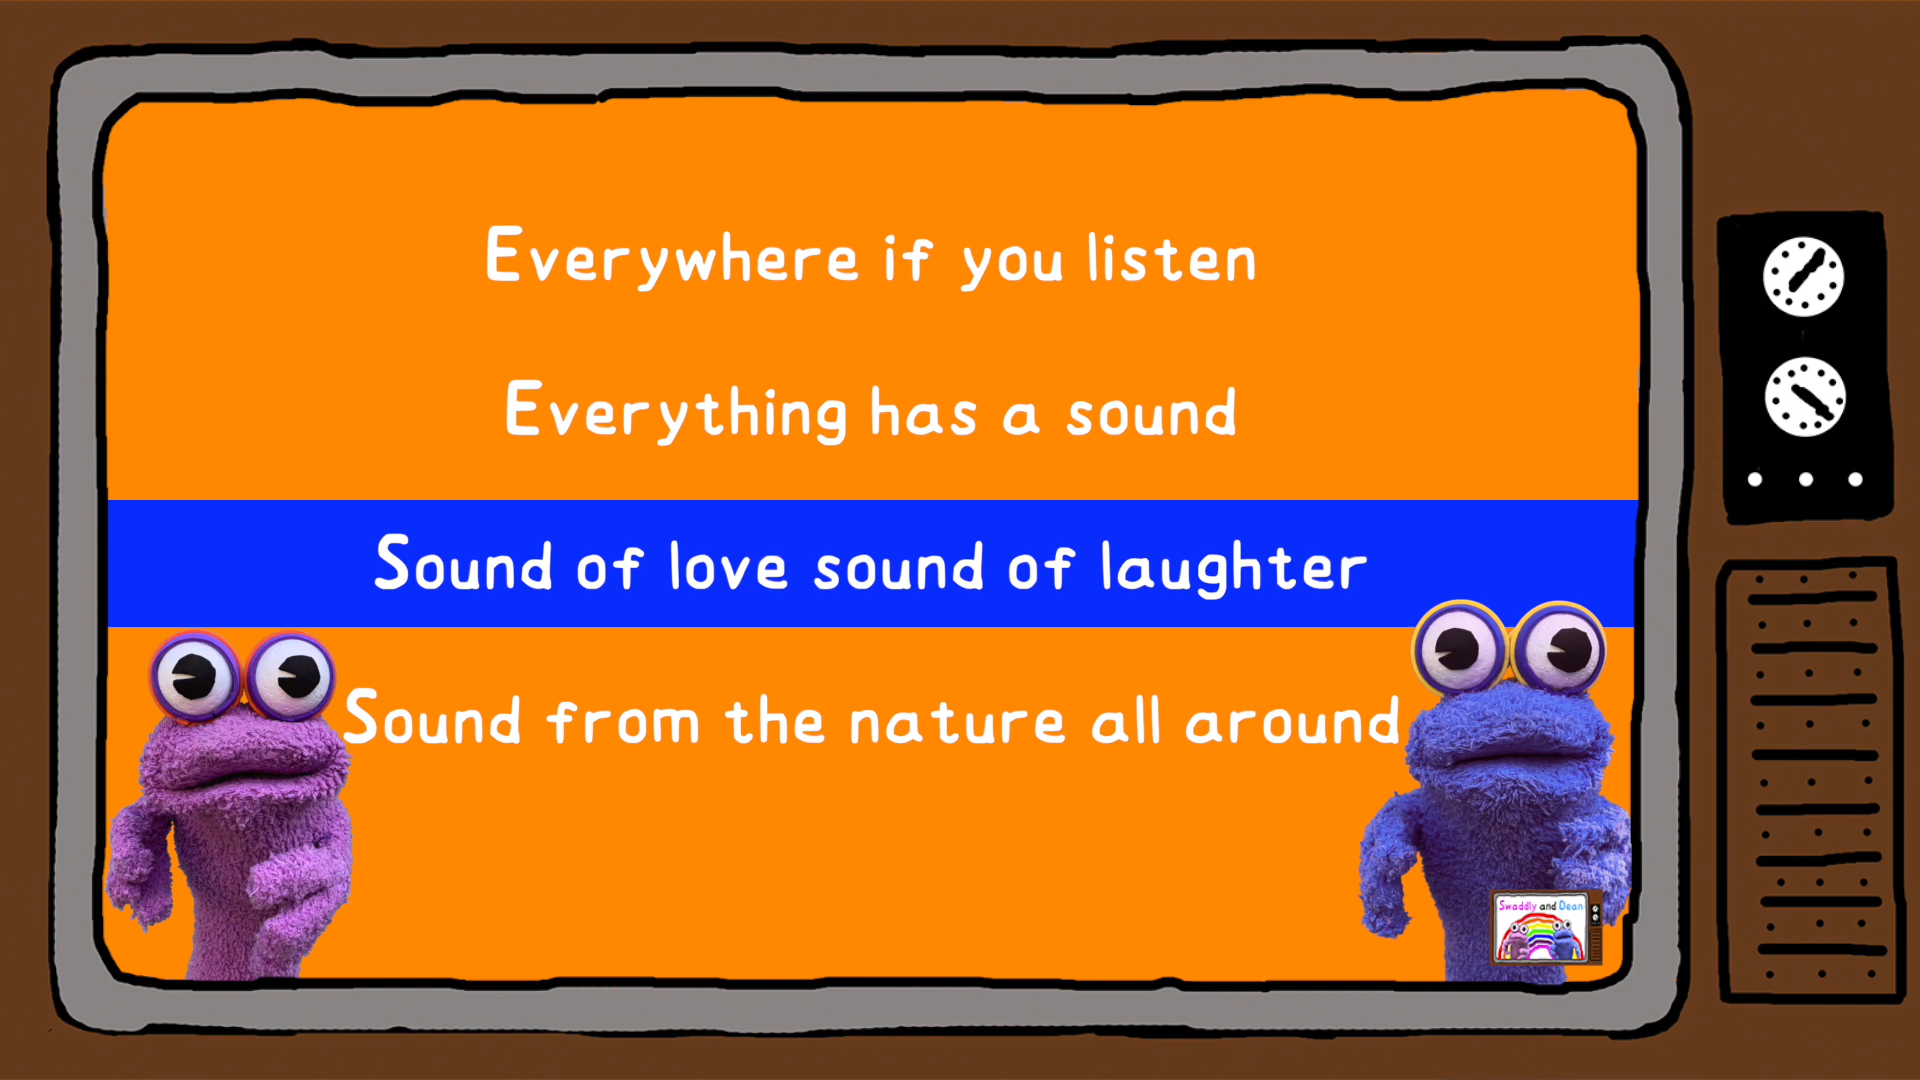 Everywhere if you listen
Everything has a sound
Sound of love sound of laughter
Sound from the nature all around
Swaddly and Dean